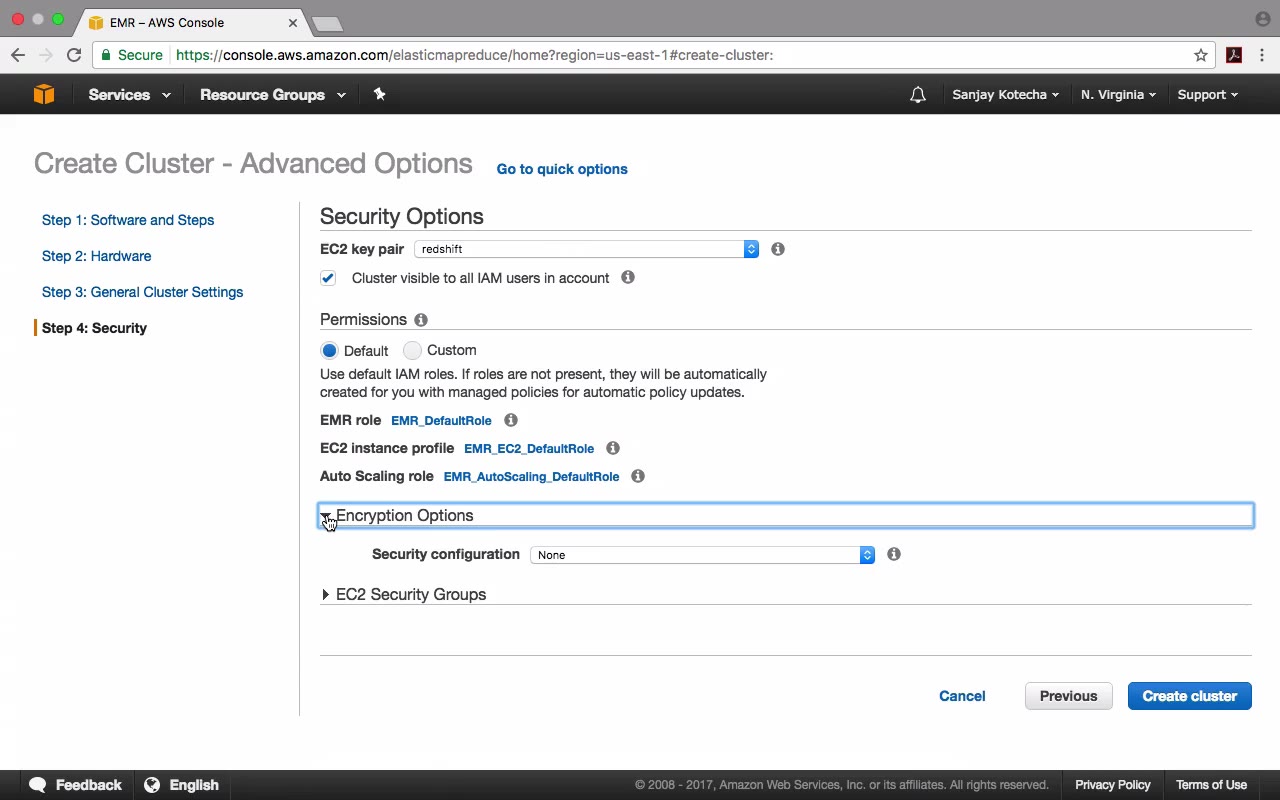 EMR – AWS Console
Secure https://console.aws.amazon.com/elasticmapreduce/home?region=us-east-1#create-cluster:
Services Resource Groups Sanjay Kotecha N. Virginia Support
Create Cluster - Advanced Options Go to quick options
Step 1: Software and Steps
Step 2: Hardware
Step 3: General Cluster Settings
Step 4: Security
Security Options
EC2 key pair redshift
Cluster visible to all IAM users in account
Permissions
Default Custom
Use default IAM roles. If roles are not present, they will be automatically
created for you with managed policies for automatic policy updates.
EMR role EMR_DefaultRole
EC2 instance profile EMR_EC2_DefaultRole
Auto Scaling role EMR_AutoScaling_DefaultRole
Encryption Options
Security configuration None
EC2 Security Groups
Cancel Previous Create cluster
Feedback English © 2008 - 2017, Amazon Web Services, Inc. or its affiliates. All rights reserved. Privacy Policy Terms of Use